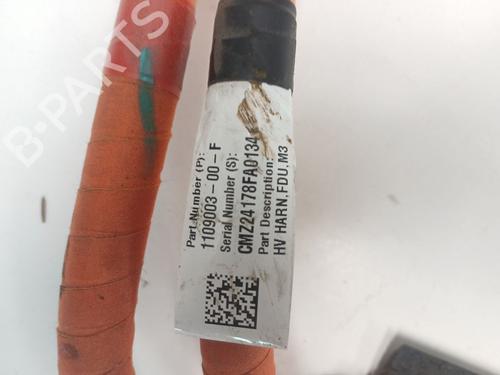 Part Number (P):
1109003-00-F
Serial Number (S):
CMZ24178FA0134
Part Description:
HV HARN.FDU.M3
B-PARTS